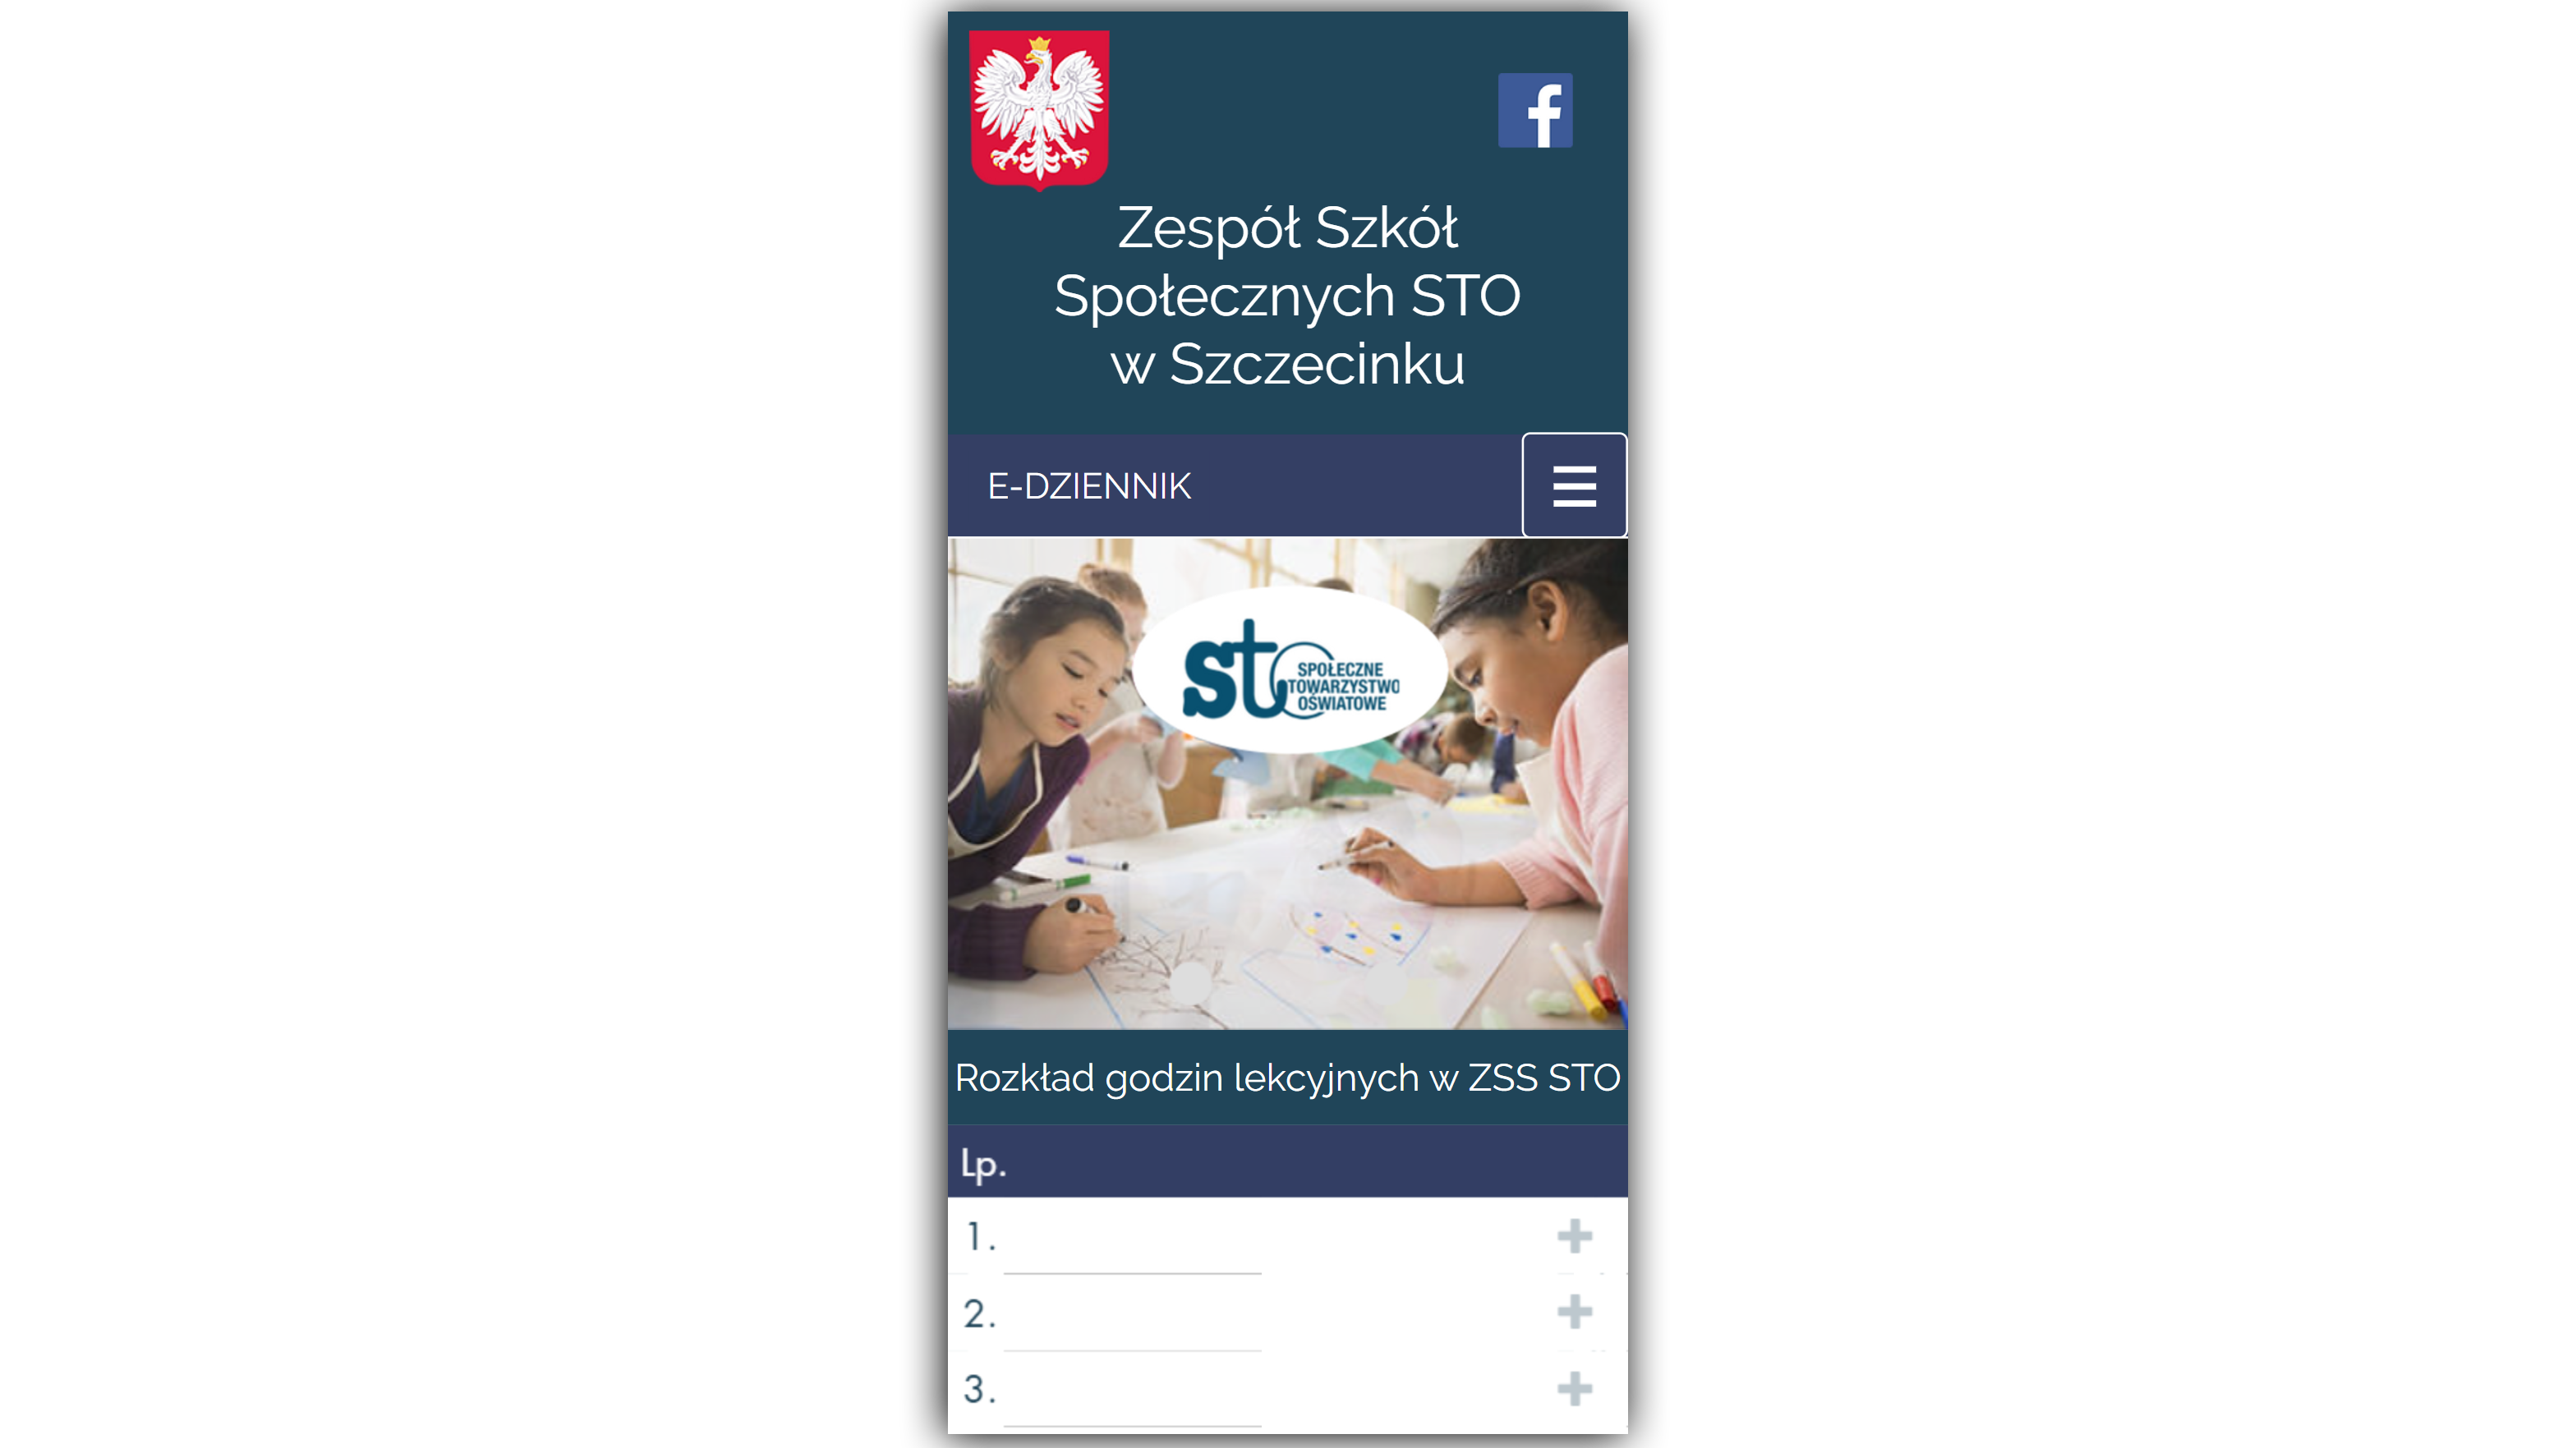 Zespół Szkół
Społecznych STO
w Szczecinku
E-DZIENNIK
sto
SPOŁECZNE
TOWARZYSTWO
OŚWIATOWE
Rozkład godzin lekcyjnych w ZSS STO
Lp.
1.
2.
3.